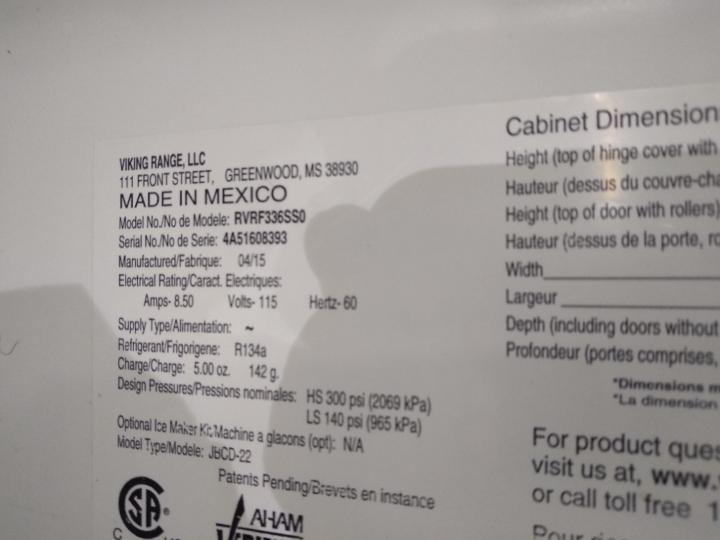 VIKING RANGE, LLC
111 FRONT STREET, GREENWOOD, MS 38930
MADE IN MEXICO
Model No./No de Modele: RVRF336SS0
Serial No./No de Serie: 4A51608393
Manufactured/Fabrique: 04/15
Electrical Rating/Caract. Electriques:
Amps- 8.50 Volts- 115 Hertz- 60
Supply Type/Alimentation: ~
Refrigerant/Frigorigene: R134a
Charge/Charge: 5.00 oz. 142 g.
Design Pressures/Pressions nominales: HS 300 psi (2069 kPa)
LS 140 psi (965 kPa)
Optional Ice Maker Kit/Machine a glacons (opt): N/A
Model Type/Modele: JBCD-22
Patents Pending/Brevets en instance
SA®
AHAM
C
Cabinet Dimension
Height (top of hinge cover with
Hauteur (dessus du couvre-cha
Height (top of door with rollers)
Hauteur (dessus de la porte, ro
Width
Largeur
Depth (including doors without
Profondeur (portes comprises,
*Dimensions m
*La dimension
For product ques
visit us at, www.
or call toll free 1